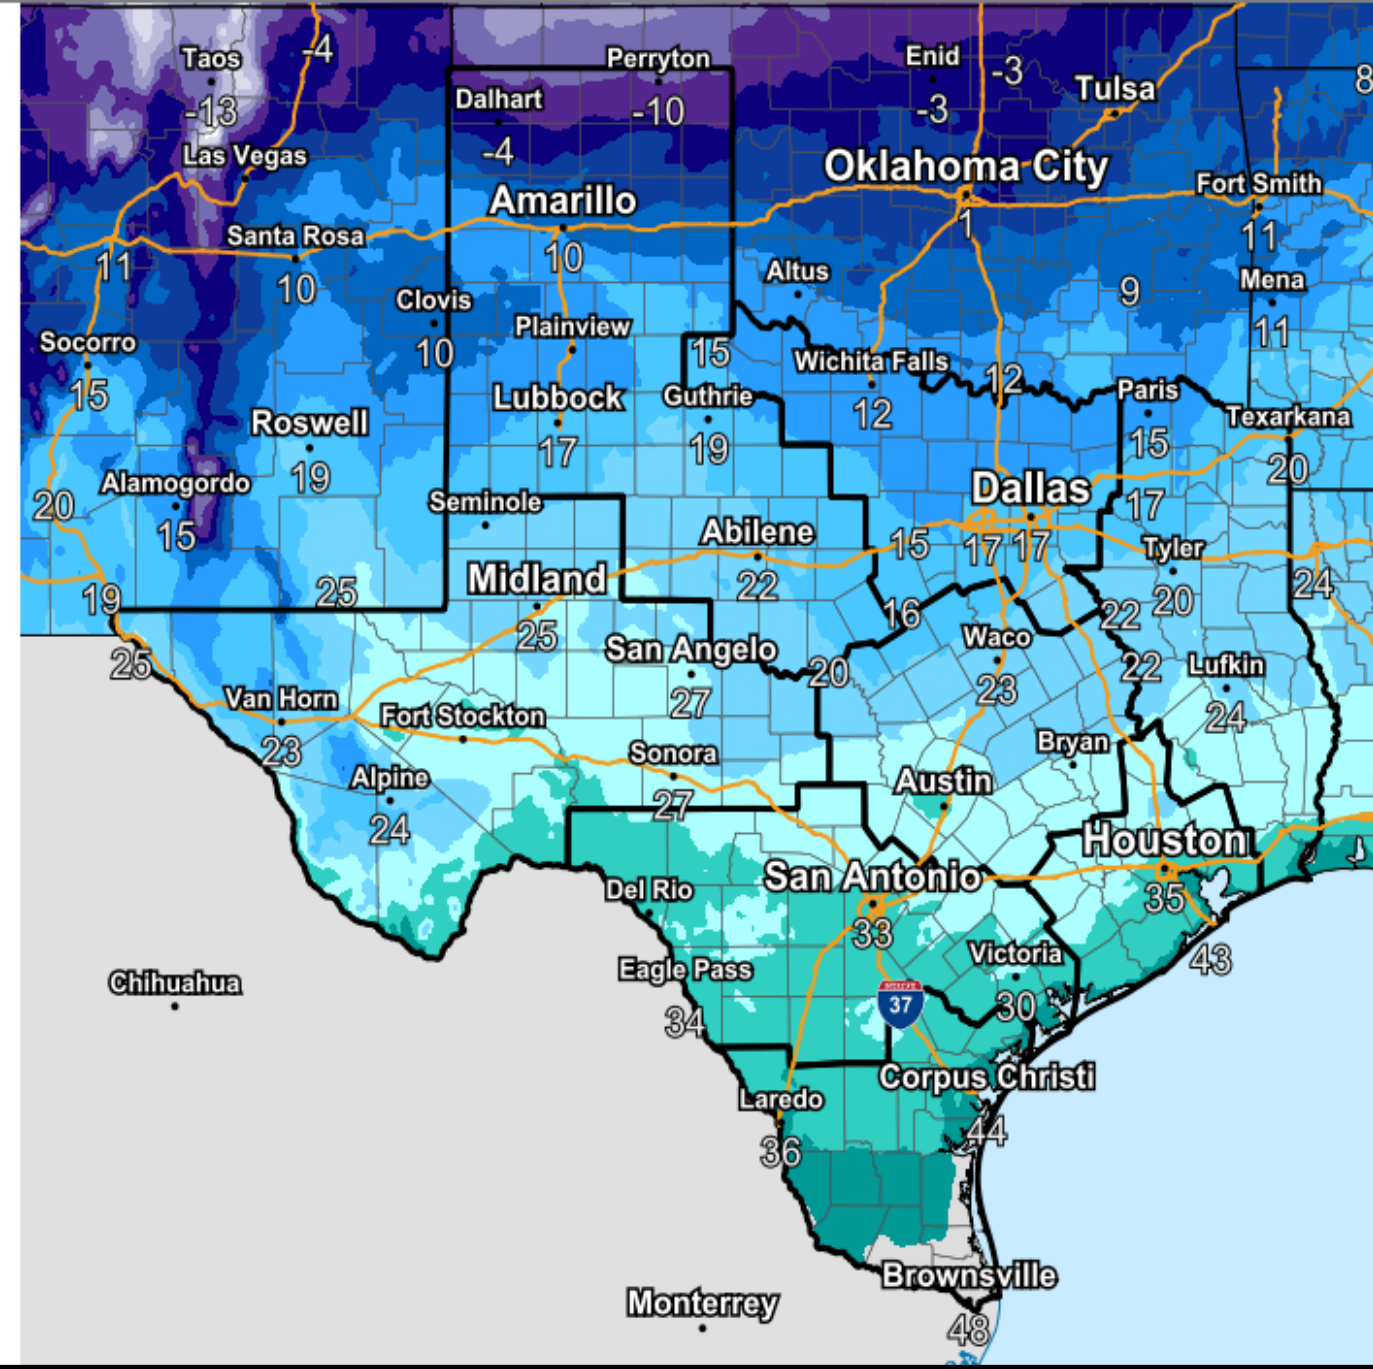 Taos
-4
Perryton
Enid
-3
8
Dalhart
Tulsa
-13
-10
-3
Las Vegas
-4
Oklahoma City
Amarillo
Fort Smith
1
Santa Rosa
11
11
10
Altus
10
9
Mena
Clovis
Plainview
11
Socorro
10
15
Wichita Falls
12
15
Lubbock
Guthrie
Paris
12
Texarkana
Roswell
17
19
15
20
19
Alamogordo
Dallas
20
Seminole
17
15
Abilene
15
17
17
Tyler
Midland
22
24
19
25
16
22
20
25
Waco
San Angelo
25
20
22
Lufkin
Van Horn
27
23
24
Fort Stockton
Bryan
23
Sonora
Alpine
Austin
27
24
Houston
San Antonio
Del Rio
35
33
Victoria
43
Eagle Pass
Chihuahua
37
30
34
Corpus Christi
Laredo
44
36
Brownsville
Monterrey
48